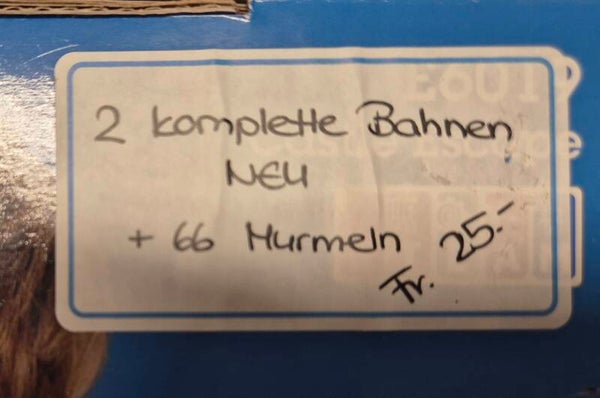 2 komplette Bahnen
NEU
+ 66 Murmeln
Fr. 25.-